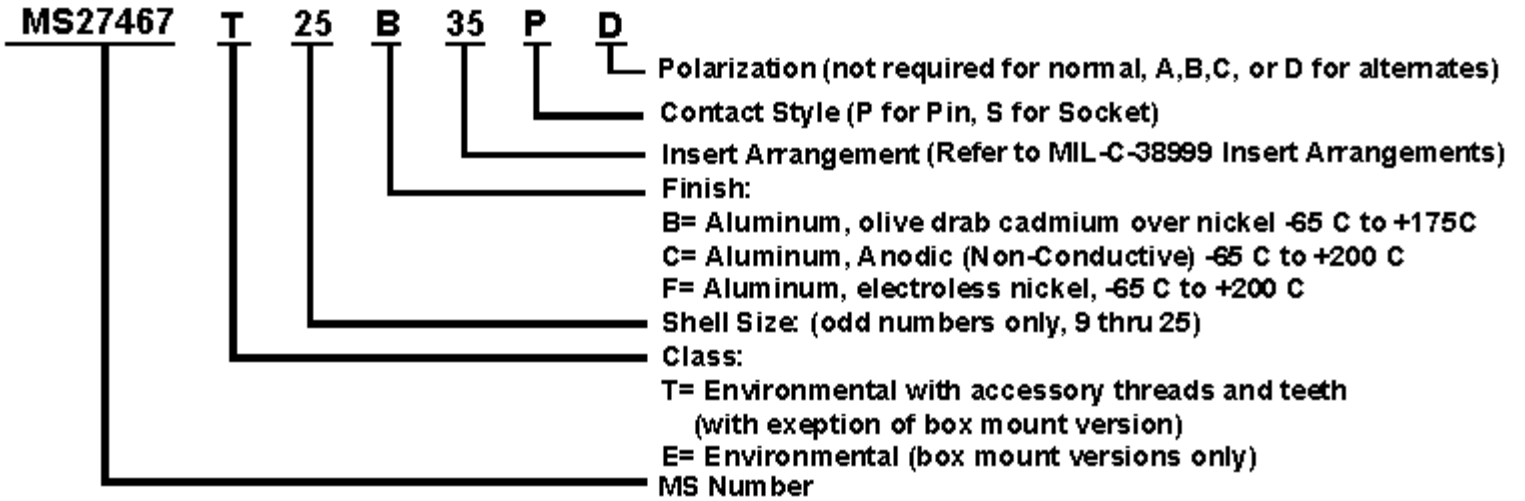 MS27467 T 25 B 35 P D
Polarization (not required for normal, A,B,C, or D for alternates)
Contact Style (P for Pin, S for Socket)
Insert Arrangement (Refer to MIL-C-38999 Insert Arrangements)
Finish:
B= Aluminum, olive drab cadmium over nickel -65 C to +175C
C= Aluminum, Anodic (Non-Conductive) -65 C to +200 C
F= Aluminum, electroless nickel, -65 C to +200 C
Shell Size: (odd numbers only, 9 thru 25)
Class:
T= Environmental with accessory threads and teeth
(with exeption of box mount version)
E= Environmental (box mount versions only)
MS Number